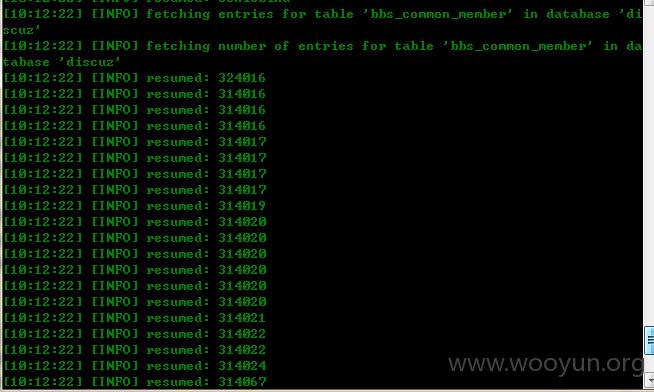 [10:12:22] [INFO] fetching entries for table 'bbs_common_member' in database 'di
scuz'
[10:12:22] [INFO] fetching number of entries for table 'bbs_common_member' in da
tabase 'discuz'
[10:12:22] [INFO] resumed: 324016
[10:12:22] [INFO] resumed: 314016
[10:12:22] [INFO] resumed: 314016
[10:12:22] [INFO] resumed: 314016
[10:12:22] [INFO] resumed: 314017
[10:12:22] [INFO] resumed: 314017
[10:12:22] [INFO] resumed: 314017
[10:12:22] [INFO] resumed: 314017
[10:12:22] [INFO] resumed: 314019
[10:12:22] [INFO] resumed: 314020
[10:12:22] [INFO] resumed: 314020
[10:12:22] [INFO] resumed: 314020
[10:12:22] [INFO] resumed: 314020
[10:12:22] [INFO] resumed: 314020
[10:12:22] [INFO] resumed: 314020
[10:12:22] [INFO] resumed: 314021
[10:12:22] [INFO] resumed: 314022
[10:12:22] [INFO] resumed: 314022
[10:12:22] [INFO] resumed: 314024
[10:12:22] [INFO] resumed: 314067
www.wooyun.org